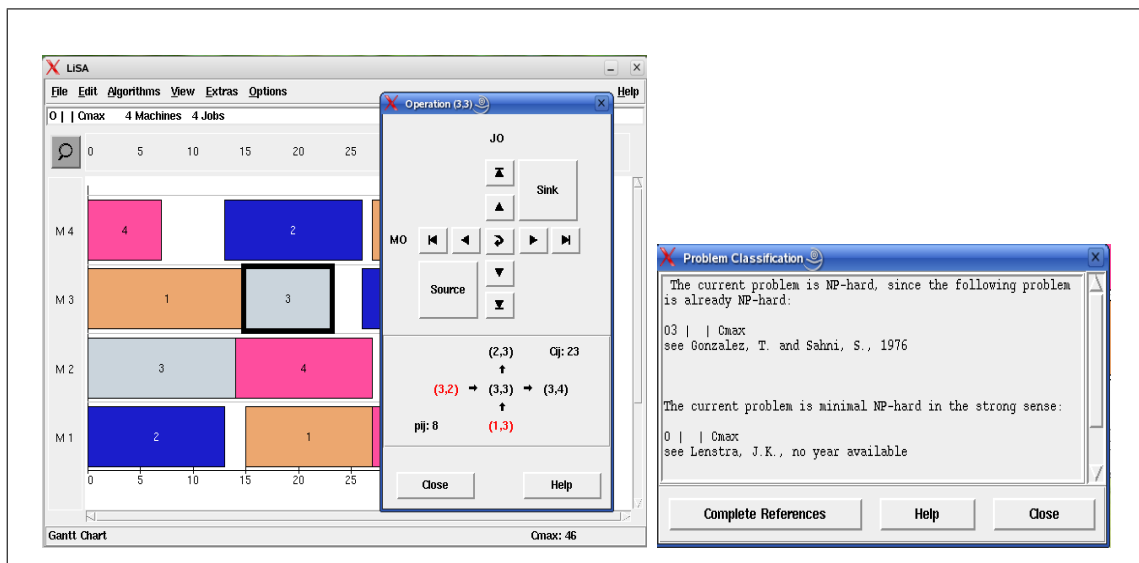 LiSA
File Edit Algorithms View Extras Options Help
O | | Cmax 4 Machines 4 Jobs
0 5 10 15 20 25
M 4 4 2
M 3 1 3
M 2 3 4
M 1 2 1
0 5 10 15 20 25
Gantt Chart Cmax: 46
Operation (3,3)
JO
Sink
MO
Source
(2,3) Cij: 23
(3,2) (3,3) (3,4)
pij: 8 (1,3)
Close Help
Problem Classification
The current problem is NP-hard, since the following problem
is already NP-hard:
O3 | | Cmax
see Gonzalez, T. and Sahni, S., 1976
The current problem is minimal NP-hard in the strong sense:
O | | Cmax
see Lenstra, J.K., no year available
Complete References Help Close